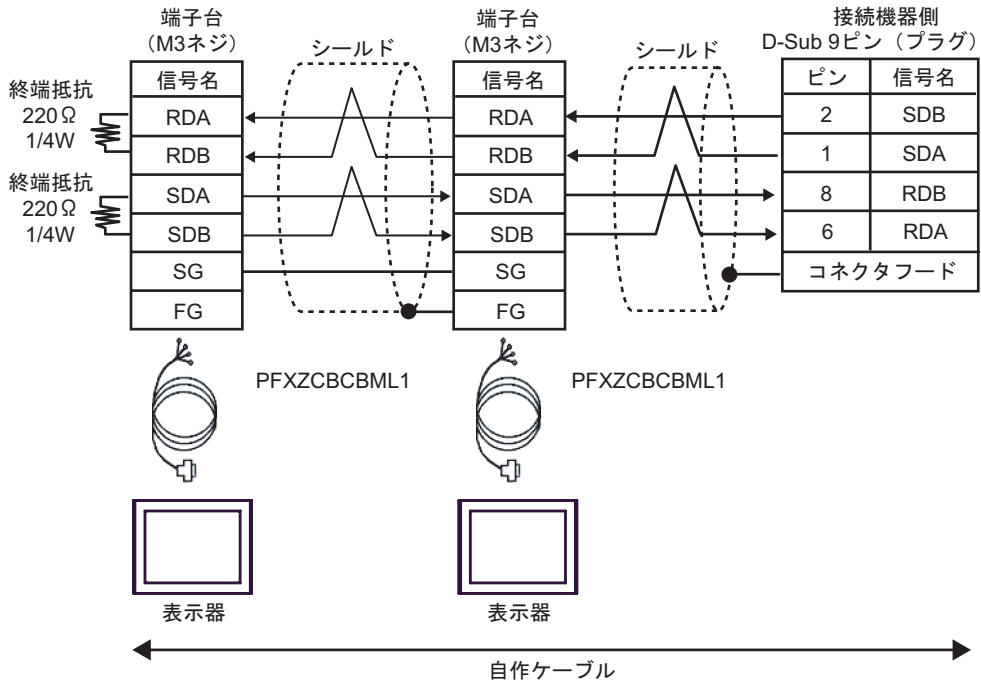 端子台
（M3ネジ）
シールド
端子台
（M3ネジ）
シールド
接続機器側
D-Sub 9ピン（プラグ）
終端抵抗
220Ω
1/4W
終端抵抗
220Ω
1/4W
信号名
RDA
RDB
SDA
SDB
SG
FG
信号名
RDA
RDB
SDA
SDB
SG
FG
ピン 信号名
2 SDB
1 SDA
8 RDB
6 RDA
コネクタフード
PFXZCBCBML1
PFXZCBCBML1
表示器
表示器
自作ケーブル